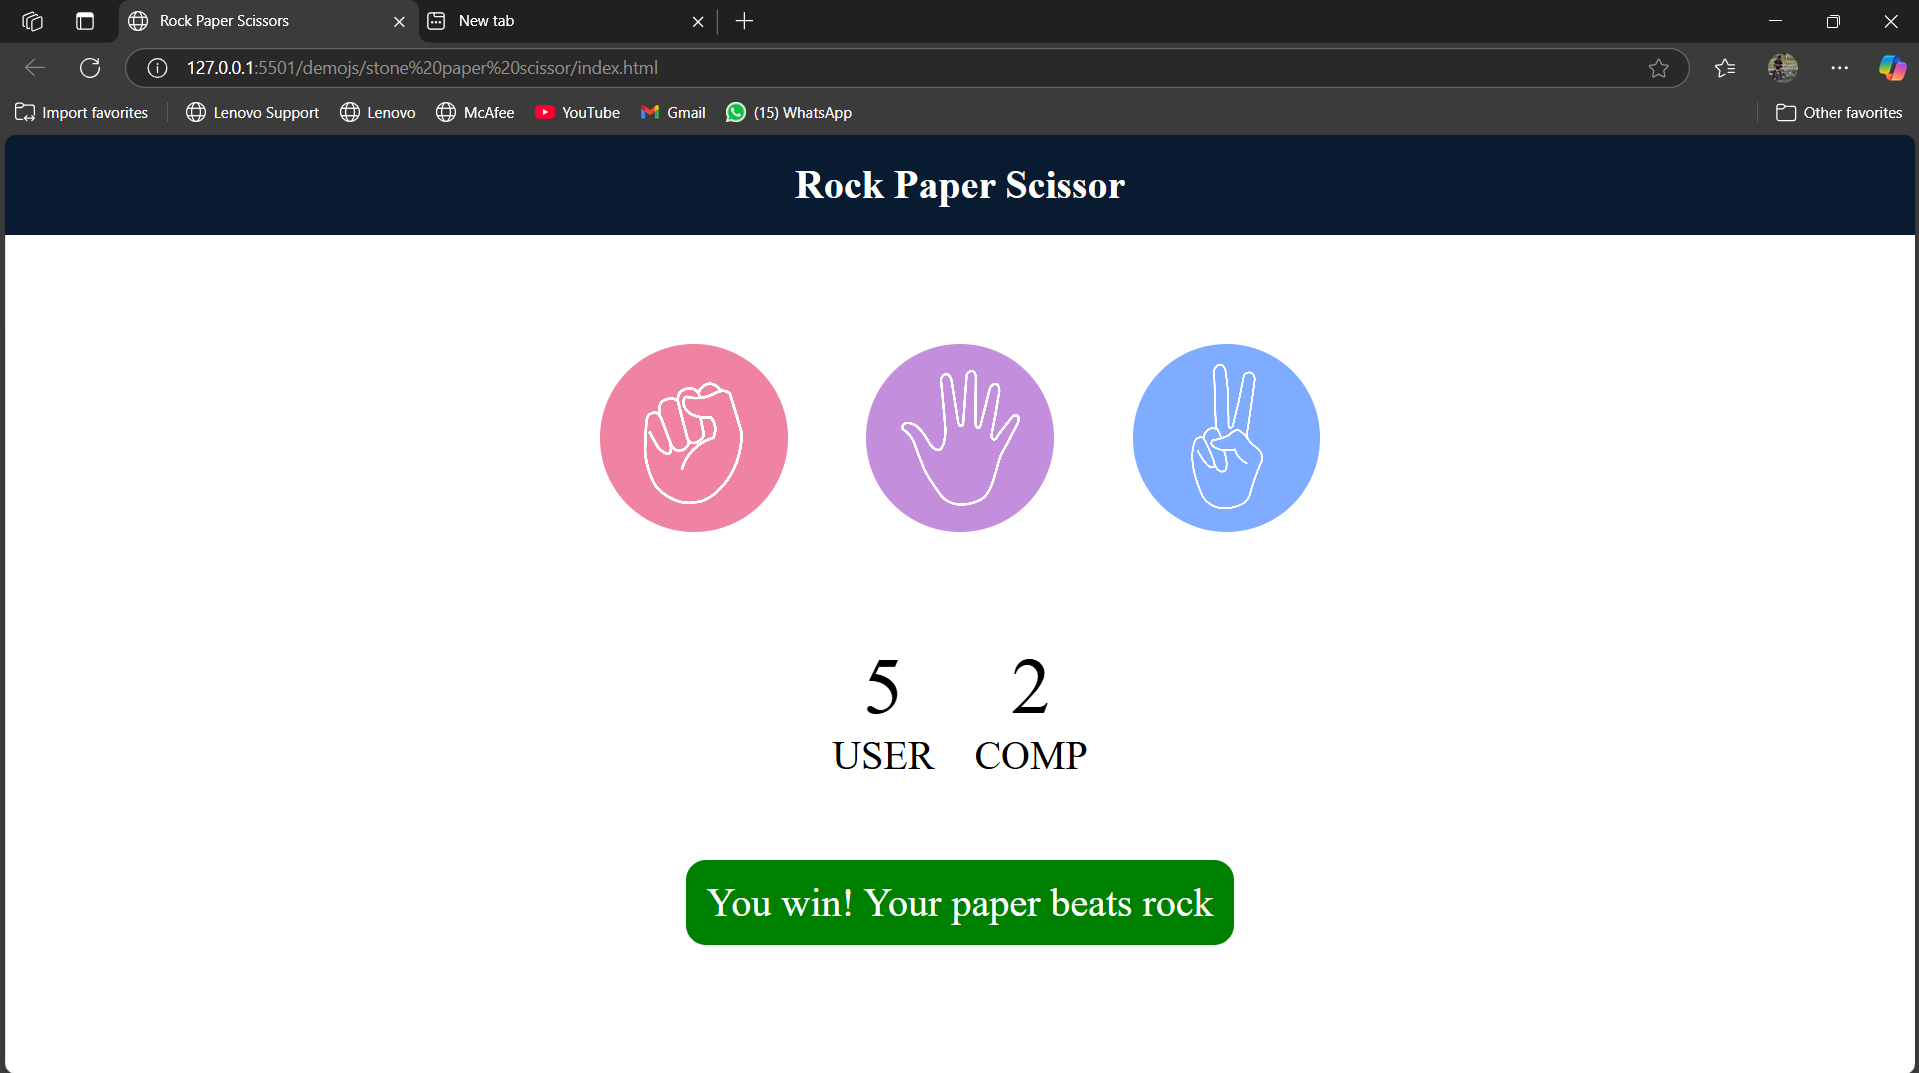 Rock Paper Scissors
New tab
127.0.0.1:5501/demojs/stone%20paper%20scissor/index.html
Import favorites
Lenovo Support
Lenovo
McAfee
YouTube
Gmail
(15) WhatsApp
Other favorites
Rock Paper Scissor
5 2
USER COMP
You win! Your paper beats rock